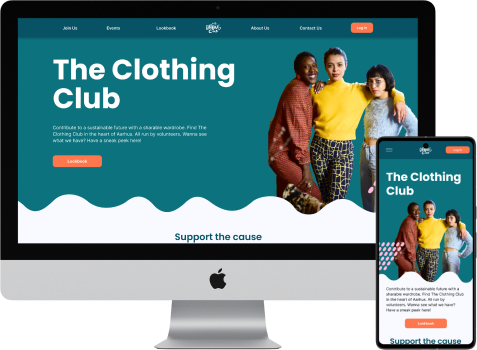 Join Us
Events
Lookbook
About Us
Contact Us
Log in
The Clothing
Club
Contribute to a sustainable future with a sharable wardrobe. Find The
Clothing Club in the heart of Aarhus. All run by volunteers. Wanna see
what we have? Have a sneak peek here!
Lookbook
Support the cause
Log in
The Clothing
Club
Contribute to a sustainable future with a
sharable wardrobe. Find The Clothing Club
in the heart of Aarhus. All run by
volunteers. Wanna see what we have?
Have a sneak peek here!
Lookbook
Support the cause